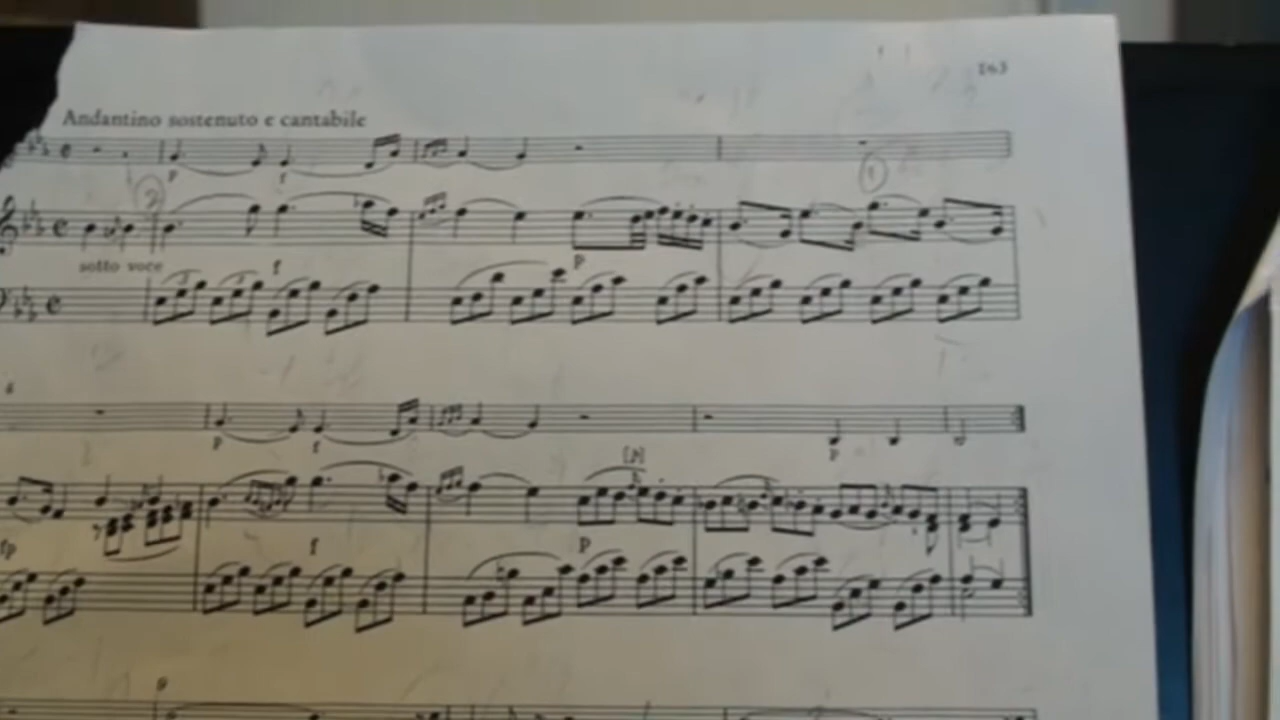 163
Andantino sostenuto e cantabile
p f
sotto voce f p
p f p
[p]
fp f p